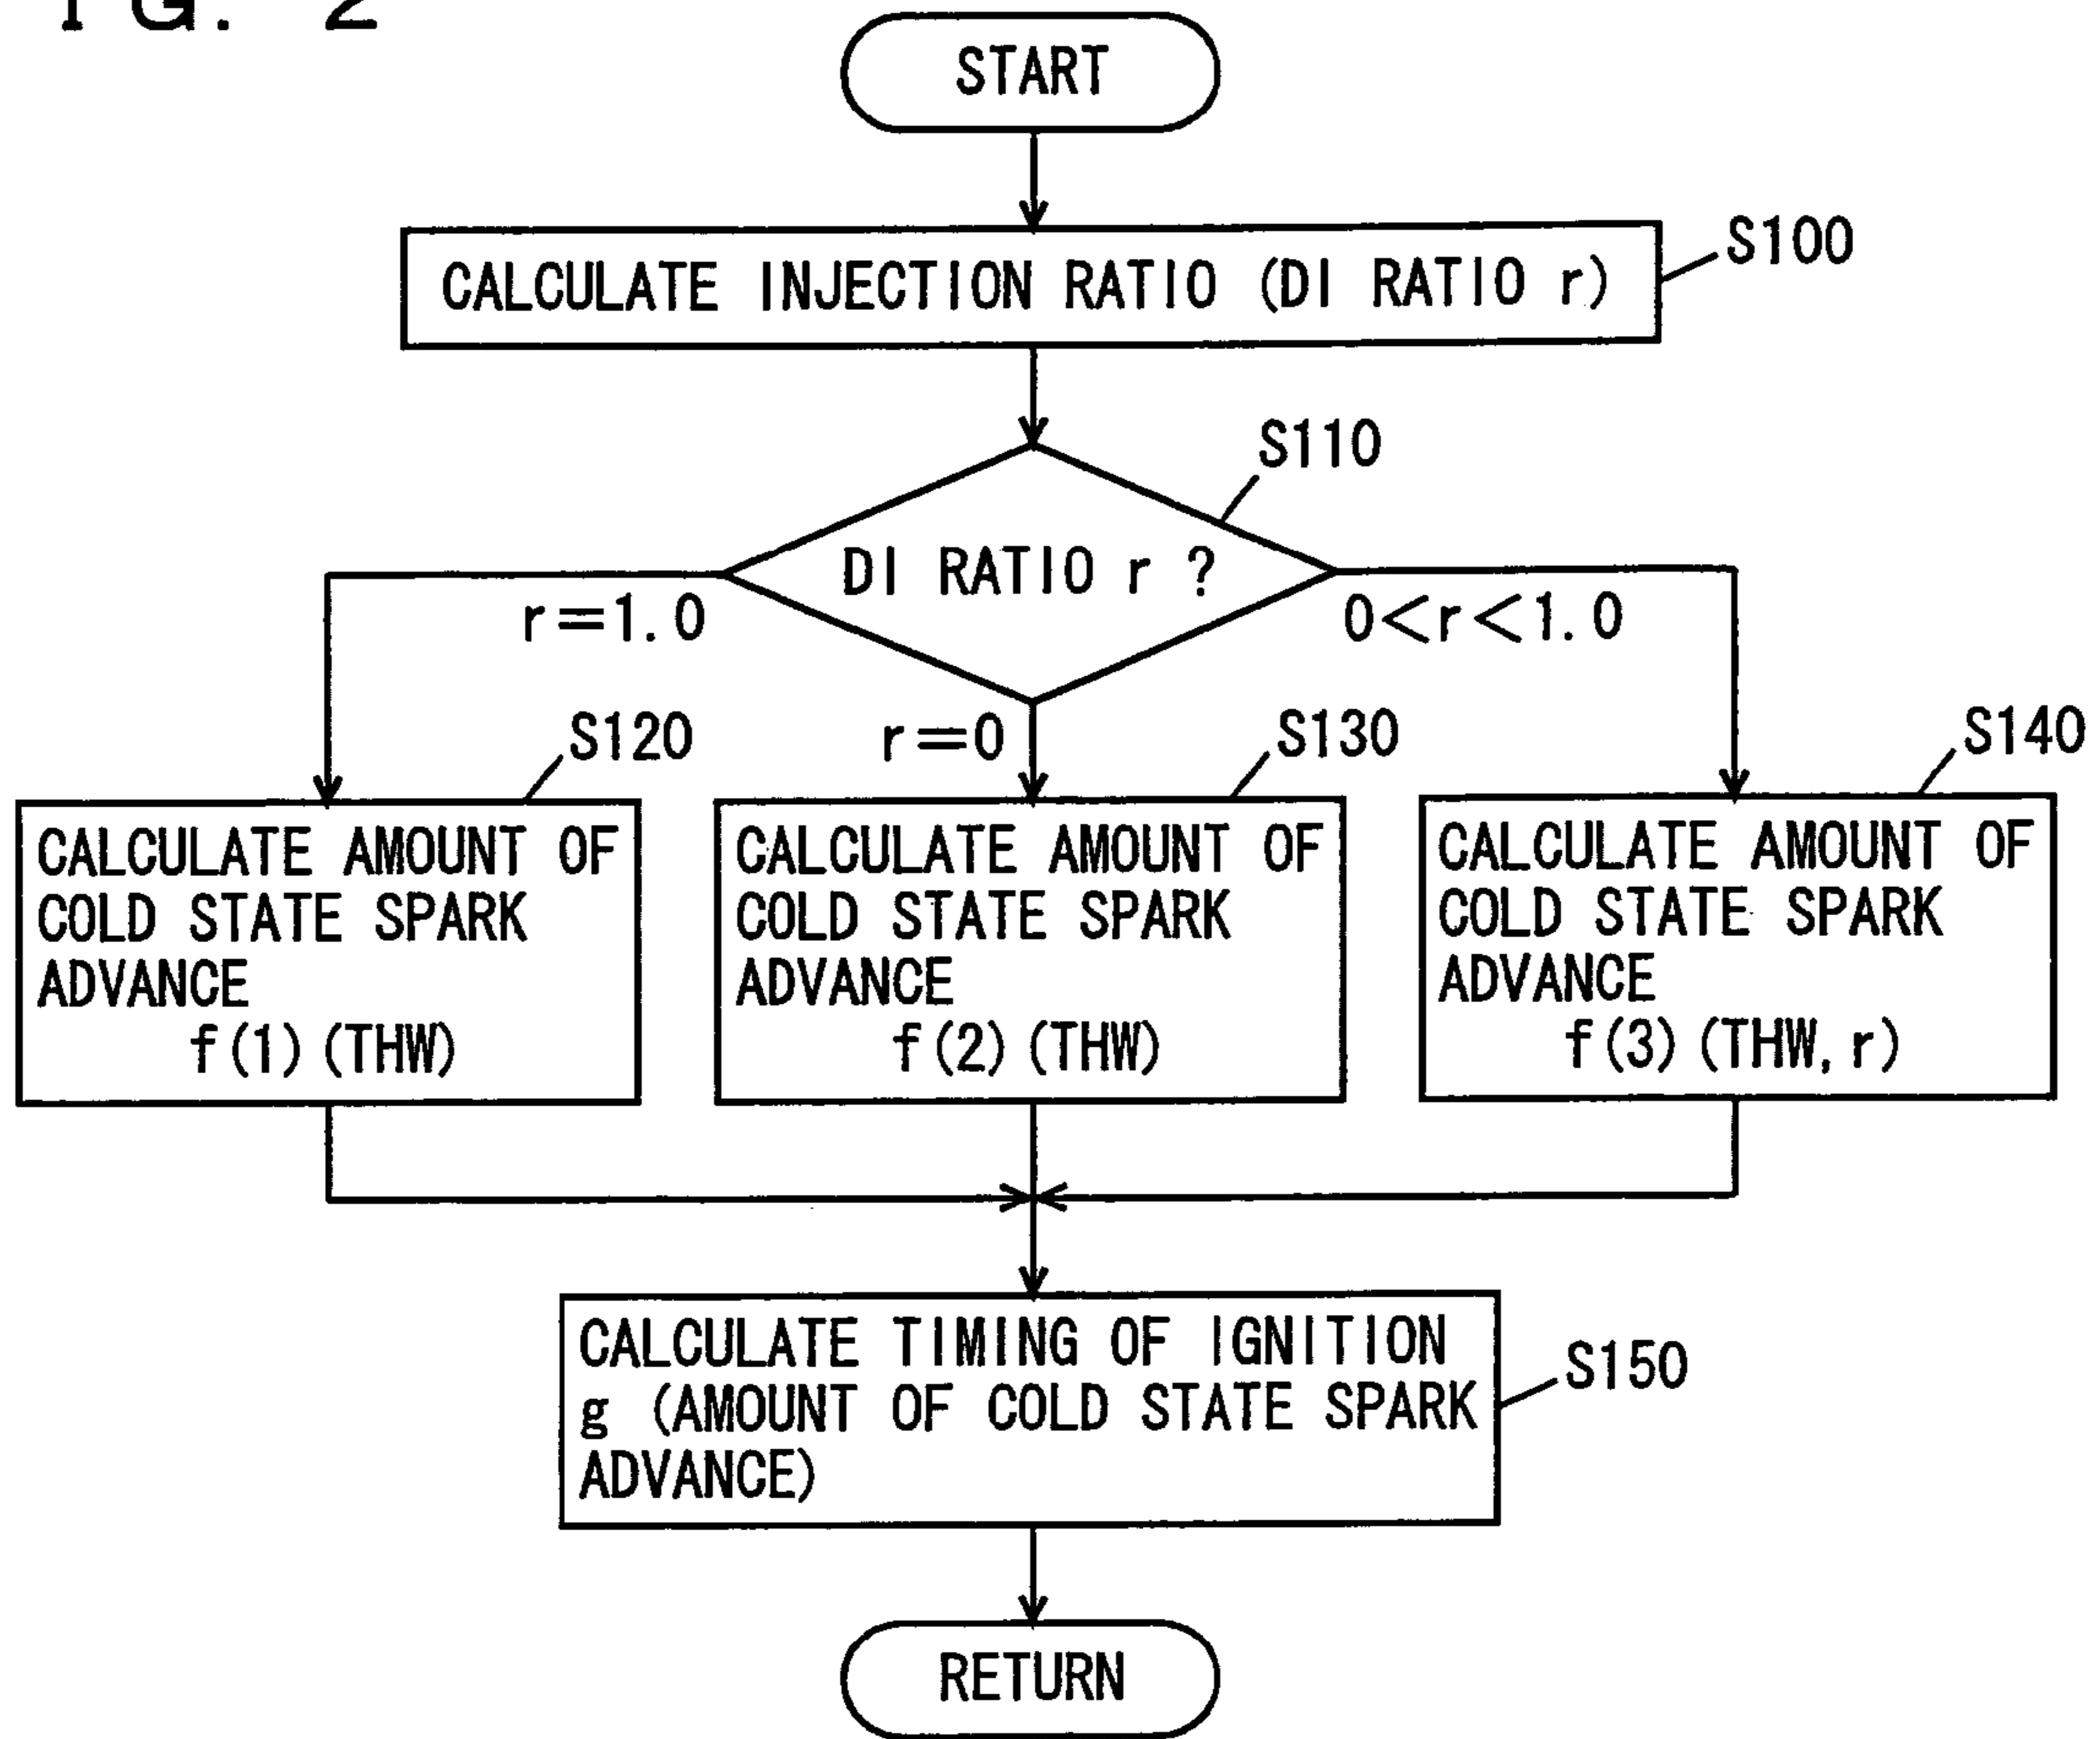 FG. 2
START
CALCULATE INJECTION RATIO (DI RATIO r)
S100
S110
DI RATIO r ?
r=1.0
0<r<1.0
r=0
S120
S130
S140
CALCULATE AMOUNT OF
COLD STATE SPARK
ADVANCE
f(1)(THW)
CALCULATE AMOUNT OF
COLD STATE SPARK
ADVANCE
f(2)(THW)
CALCULATE AMOUNT OF
COLD STATE SPARK
ADVANCE
f(3)(THW,r)
CALCULATE TIMING OF IGNITION
g (AMOUNT OF COLD STATE SPARK
ADVANCE)
S150
RETURN